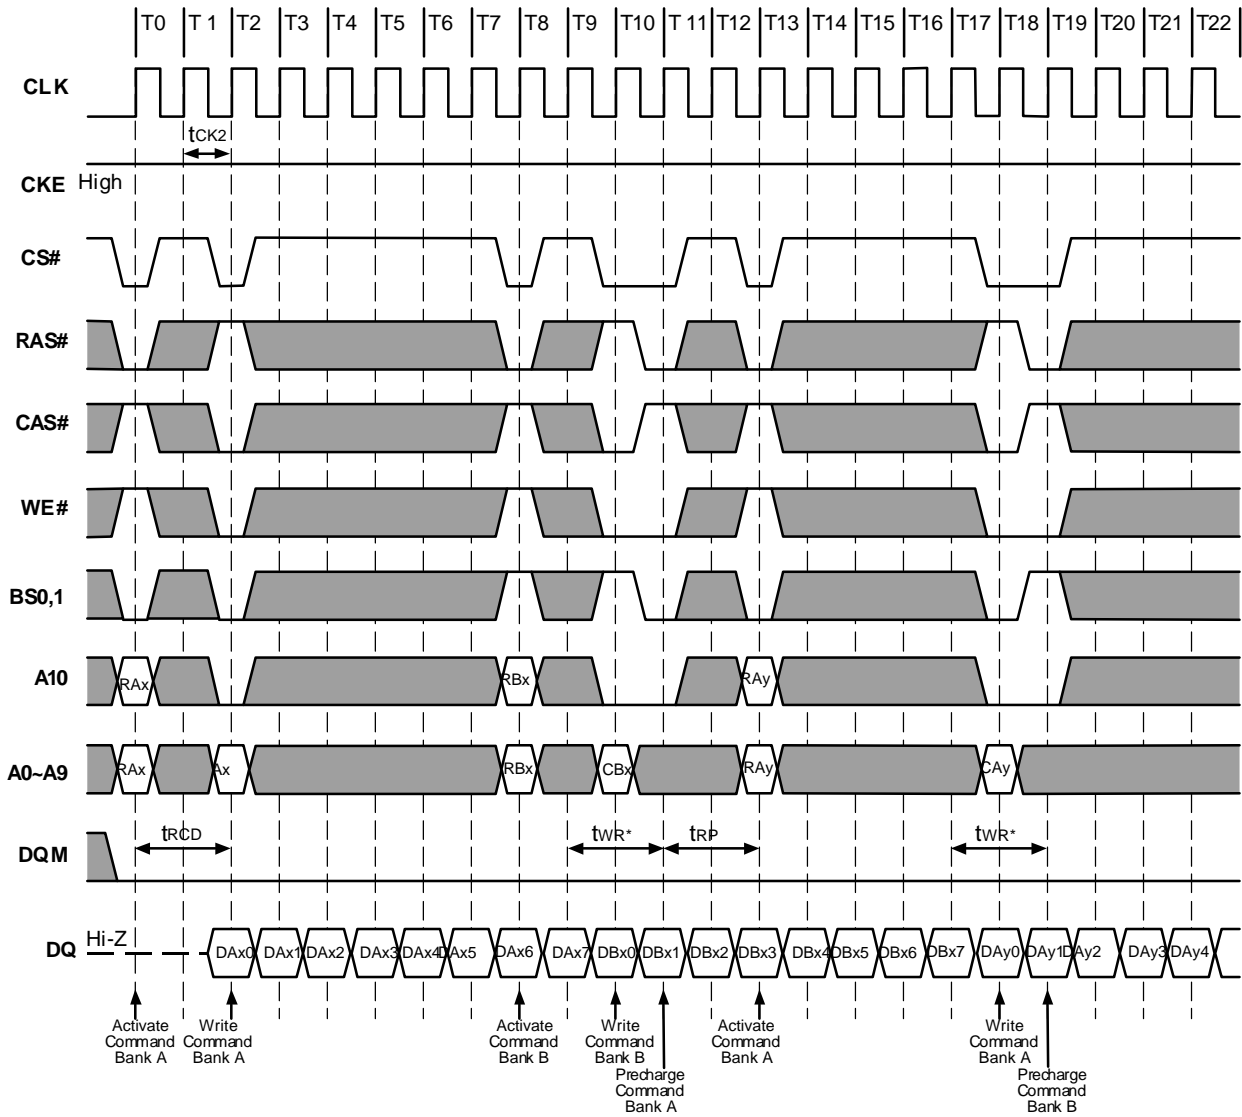 T0 T 1 T2 T3 T4 T5 T6 T7 T8 T9 T10 T 11 T12 T13 T14 T15 T16 T17 T18 T19 T20 T21 T22
CLK
tCK2
CKE High
CS#
RAS#
CAS#
WE#
BS0,1
A10 RAx RBx RAy
A0~A9 RAx Ax RBx CBx RAy CAy
DQM tRCD tWR* tRP tWR*
DQ Hi-Z DAx0 DAx1 DAx2 DAx3 DAx4 DAx5 DAx6 DAx7 DBx0 DBx1 DBx2 DBx3 DBx4 DBx5 DBx6 DBx7 DAy0 DAy1 DAy2 DAy3 DAy4
Activate
Command
Bank A
Write
Command
Bank A
Activate
Command
Bank B
Write
Command
Bank B
Precharge
Command
Bank A
Activate
Command
Bank A
Write
Command
Bank A
Precharge
Command
Bank B